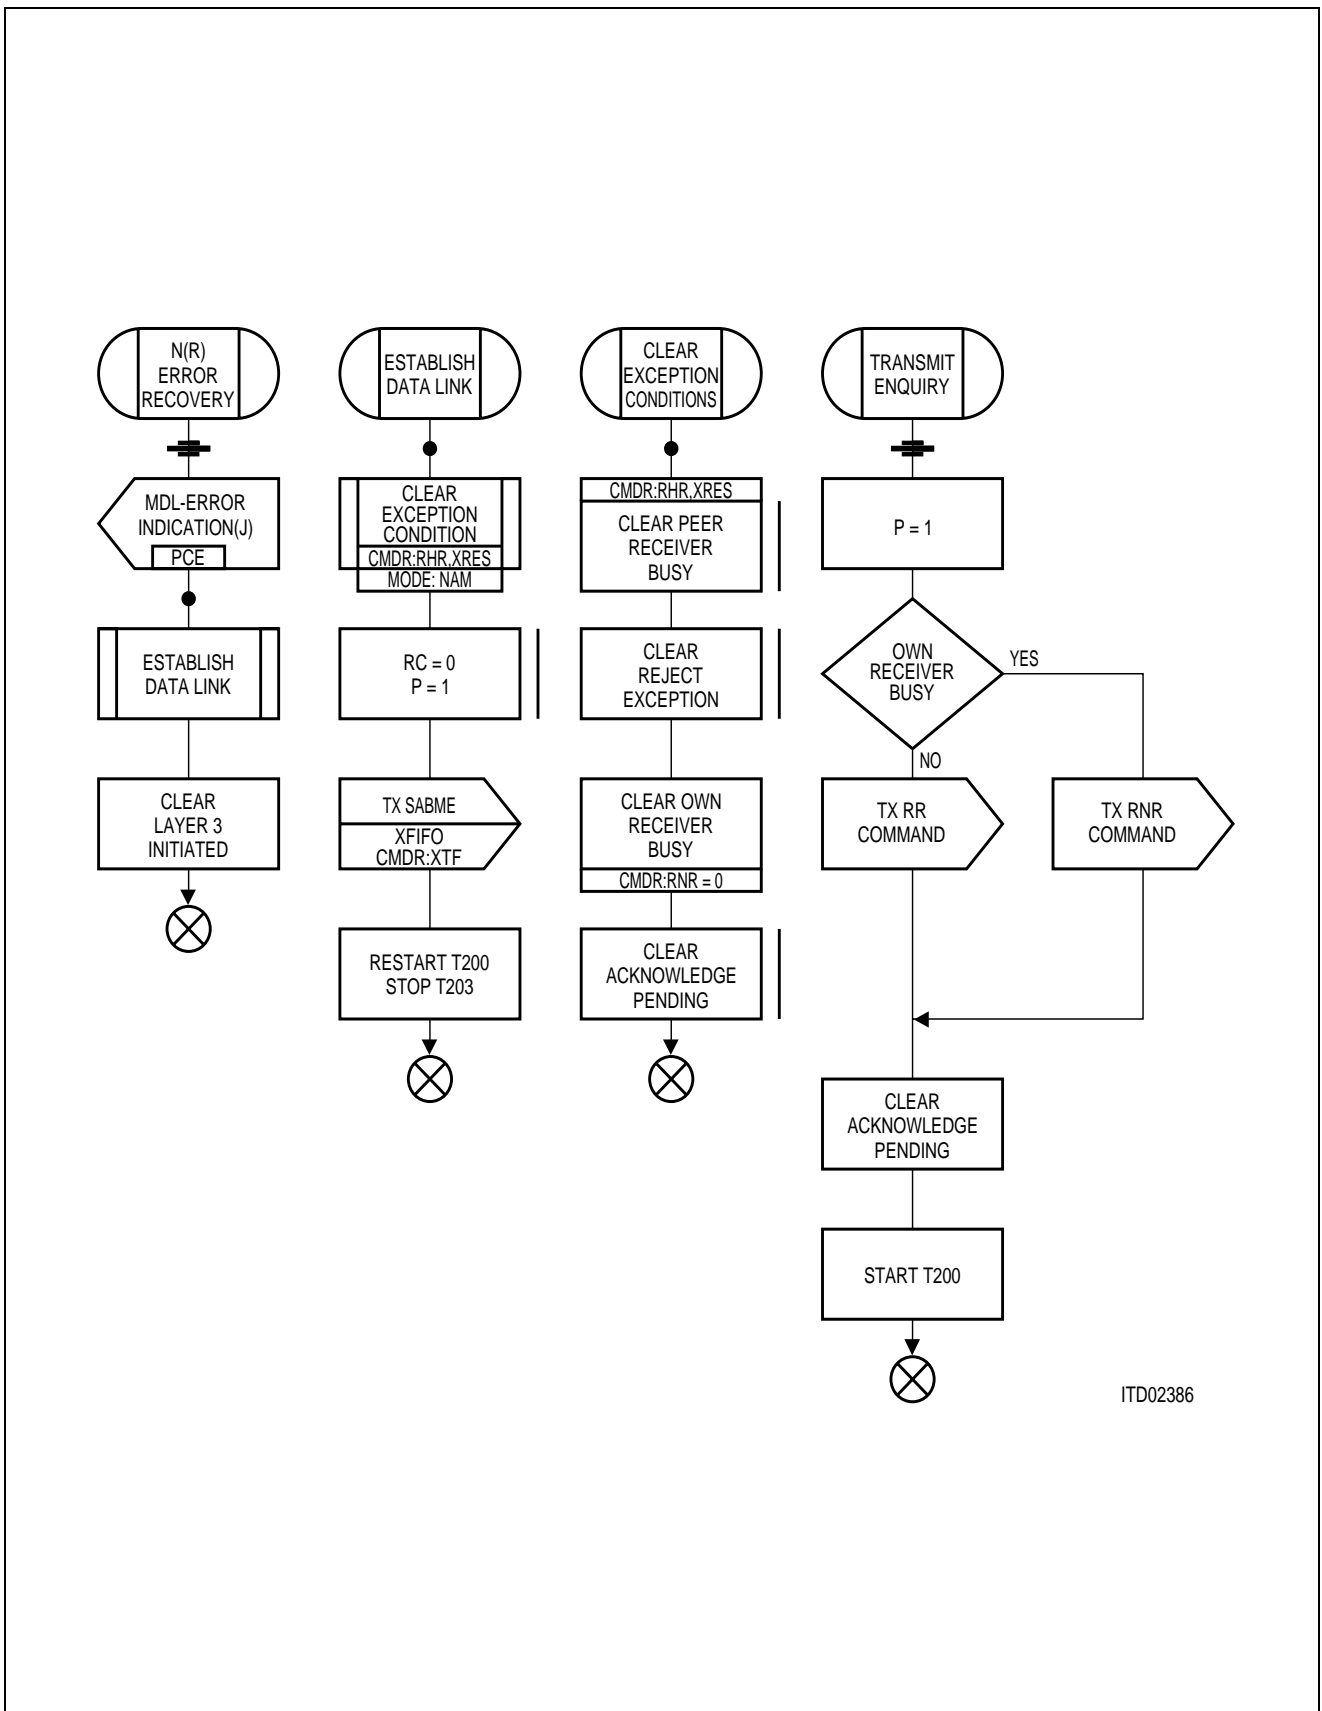 N(R)
ERROR
RECOVERY
MDL-ERROR
INDICATION(J)
PCE
ESTABLISH
DATA LINK
CLEAR
LAYER 3
INITIATED
ESTABLISH
DATA LINK
CLEAR
EXCEPTION
CONDITION
CMDR:RHR,XRES
MODE: NAM
RC = 0
P = 1
TX SABME
XFIFO
CMDR:XTF
RESTART T200
STOP T203
CLEAR
EXCEPTION
CONDITIONS
CMDR:RHR,XRES
CLEAR PEER
RECEIVER
BUSY
CLEAR
REJECT
EXCEPTION
CLEAR OWN
RECEIVER
BUSY
CMDR:RNR = 0
CLEAR
ACKNOWLEDGE
PENDING
TRANSMIT
ENQUIRY
P = 1
OWN
RECEIVER
BUSY
YES
NO
TX RR
COMMAND
TX RNR
COMMAND
CLEAR
ACKNOWLEDGE
PENDING
START T200
ITD02386